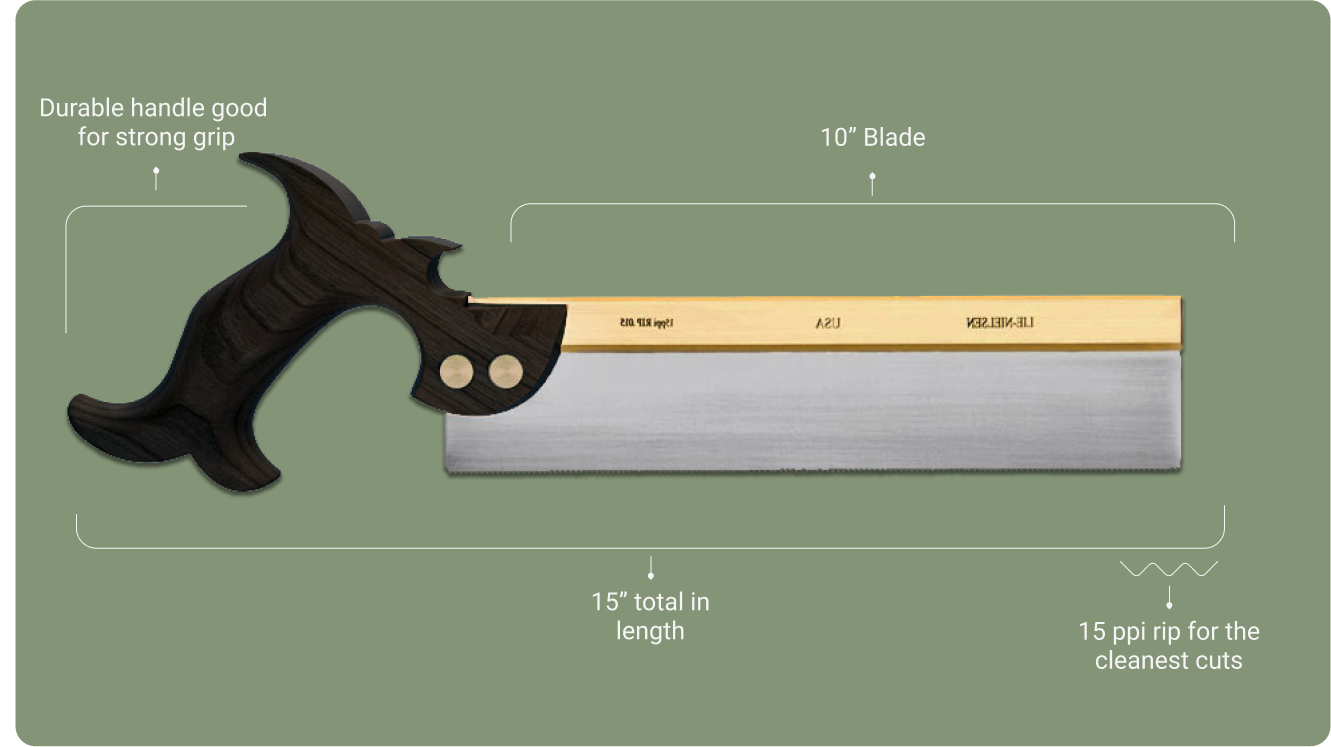 Durable handle good
for strong grip
10” Blade
15ppi RIP .015 USA LIE-NIELSEN
15” total in
length
15 ppi rip for the
cleanest cuts